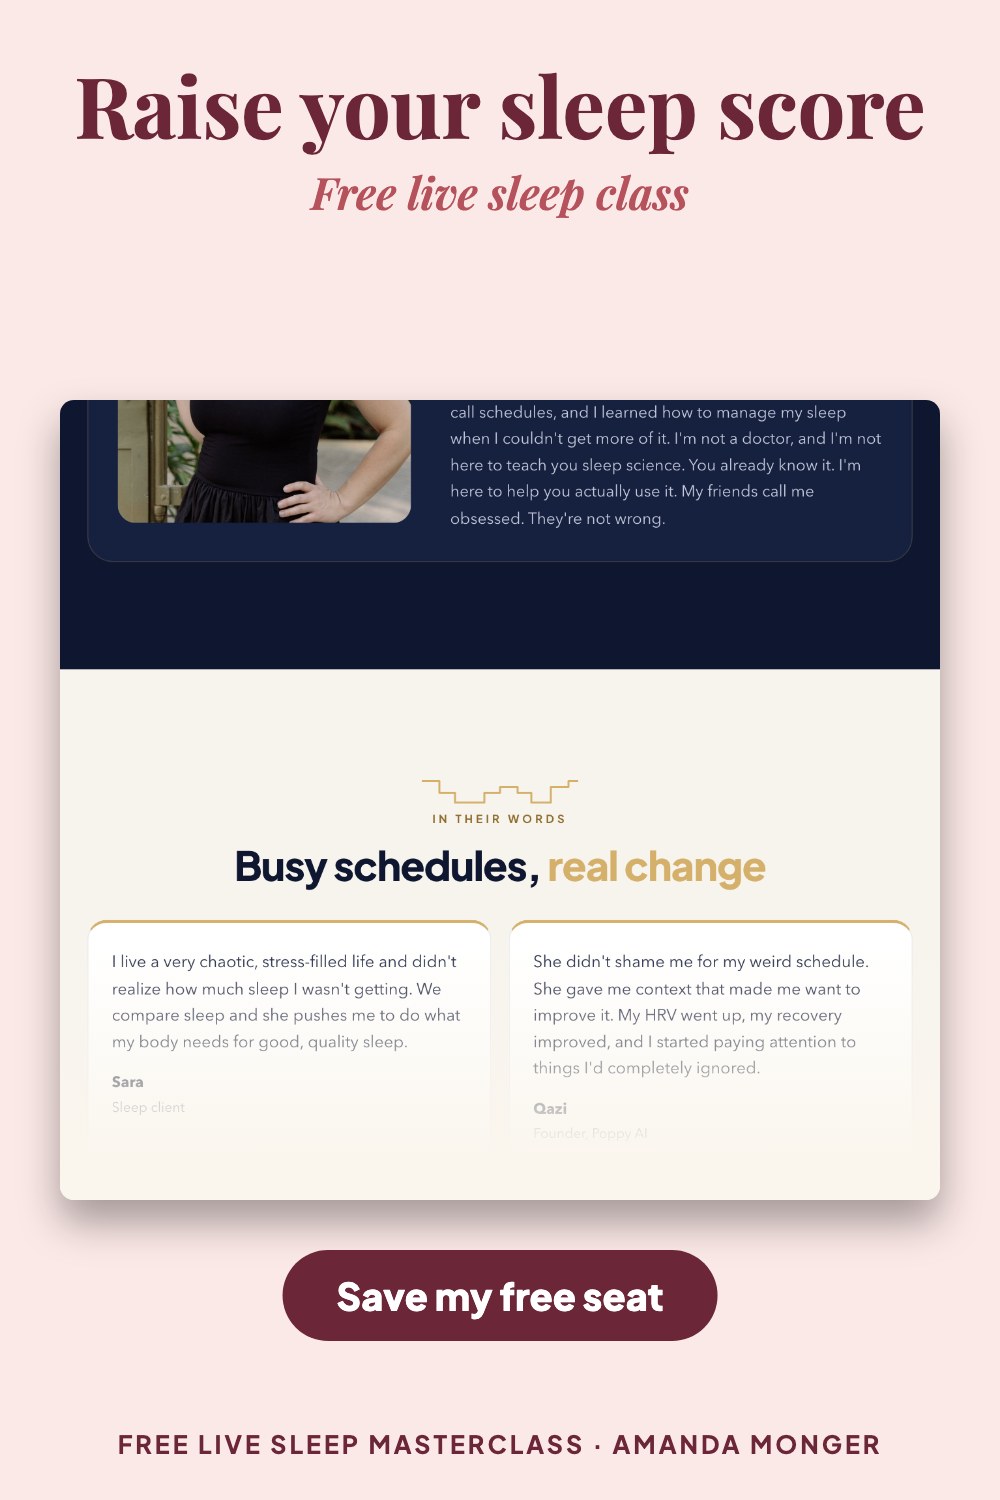 Raise your sleep score
Free live sleep class
call schedules, and I learned how to manage my sleep
when I couldn't get more of it. I'm not a doctor, and I'm not
here to teach you sleep science. You already know it. I'm
here to help you actually use it. My friends call me
obsessed. They're not wrong.
IN THEIR WORDS
Busy schedules, real change
I live a very chaotic, stress-filled life and didn't
realize how much sleep I wasn't getting. We
compare sleep and she pushes me to do what
my body needs for good, quality sleep.
Sara
Sleep client
She didn't shame me for my weird schedule.
She gave me context that made me want to
improve it. My HRV went up, my recovery
improved, and I started paying attention to
things I'd completely ignored.
Qazi
Founder, Poppy AI
Save my free seat
FREE LIVE SLEEP MASTERCLASS · AMANDA MONGER